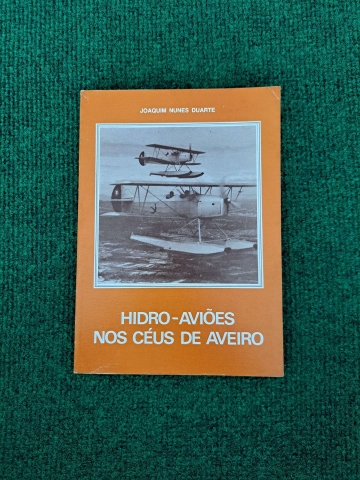 JOAQUIM NUNES DUARTE
HIDRO-AVIÕES
NOS CÉUS DE AVEIRO